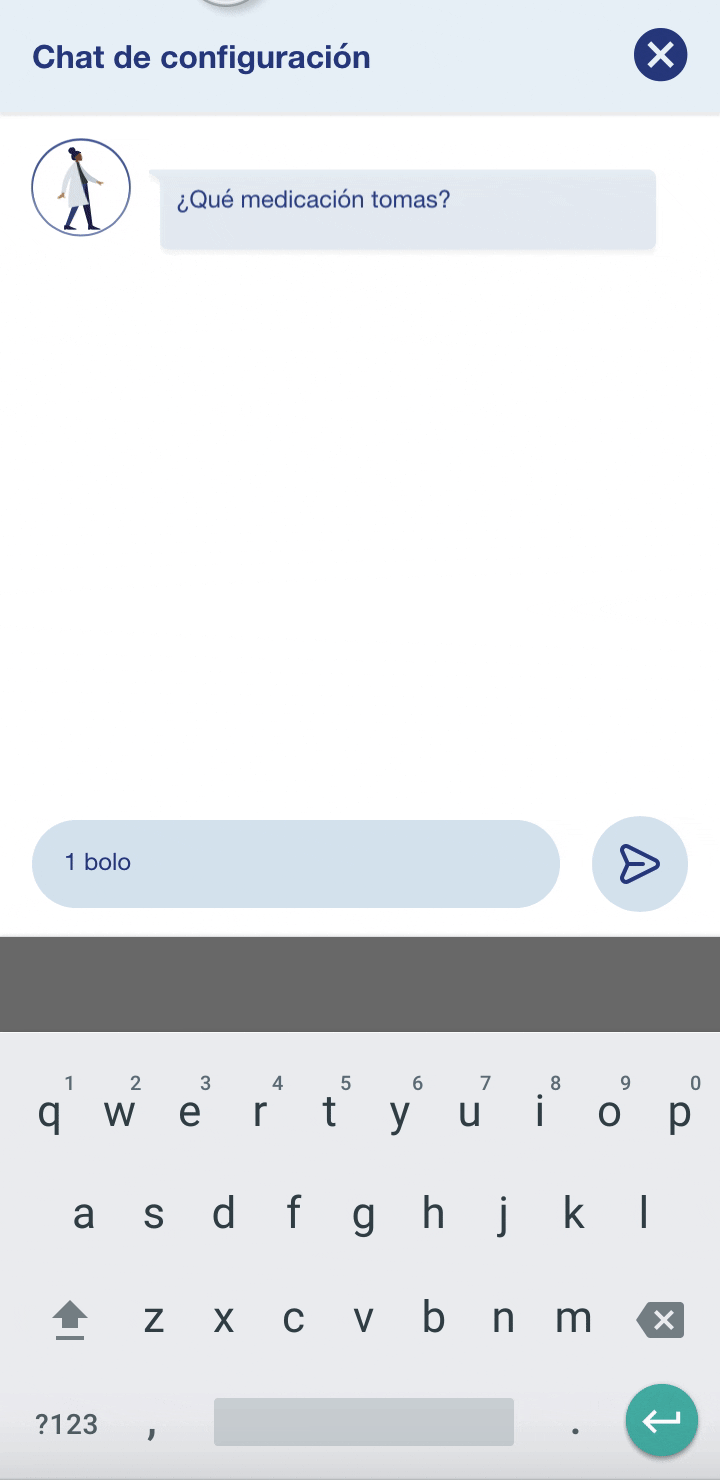 Chat de configuración
¿Qué medicación tomas?
1 bolo
1 2 3 4 5 6 7 8 9 0
q w e r t y u i o p
a s d f g h j k l
z x c v b n m
?123 , .